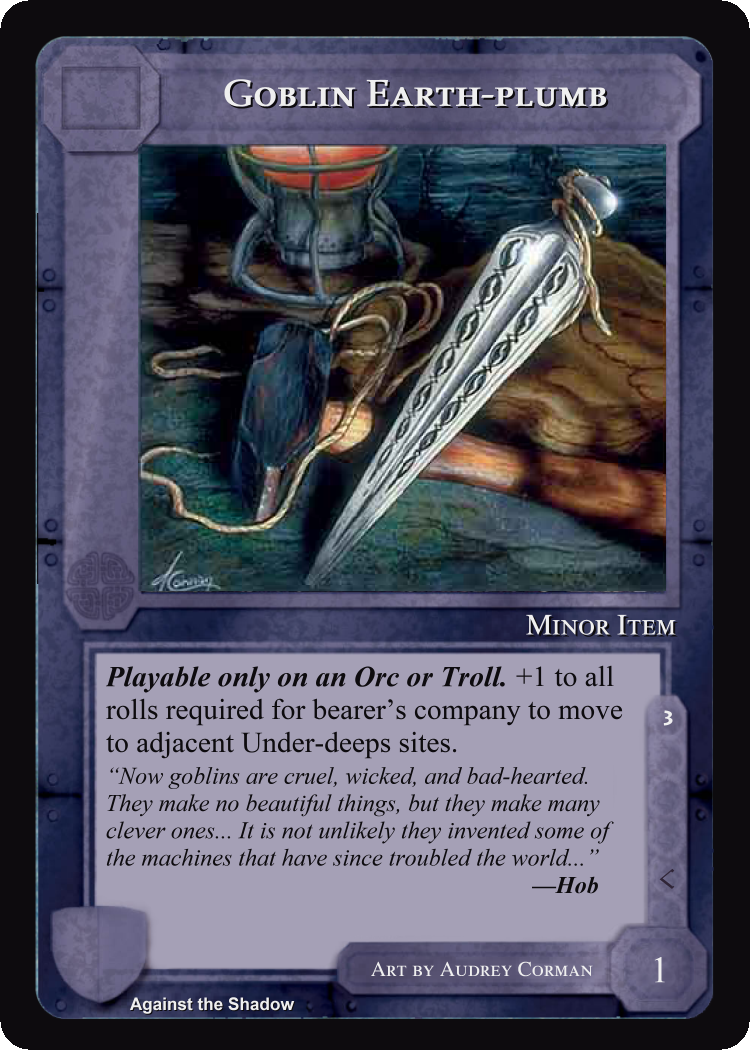 Goblin Earth-plumb
Minor Item
Playable only on an Orc or Troll. +1 to all
rolls required for bearer’s company to move
to adjacent Under-deeps sites.
“Now goblins are cruel, wicked, and bad-hearted.
They make no beautiful things, but they make many
clever ones... It is not unlikely they invented some of
the machines that have since troubled the world...”
—Hob
3
<
Art by Audrey Corman
1
Against the Shadow